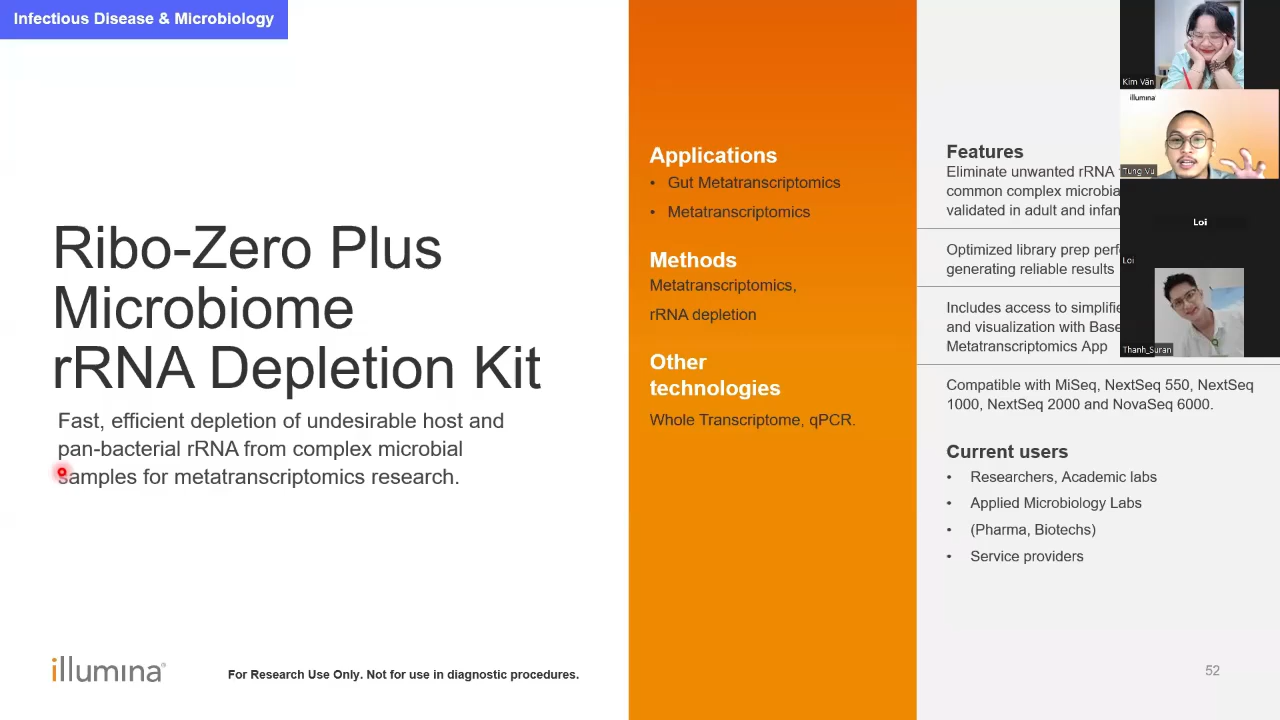 Infectious Disease & Microbiology
Ribo-Zero Plus
Microbiome
rRNA Depletion Kit
Fast, efficient depletion of undesirable host and
pan-bacterial rRNA from complex microbial
samples for metatranscriptomics research.
illumina®
For Research Use Only. Not for use in diagnostic procedures.
Applications
• Gut Metatranscriptomics
• Metatranscriptomics
Methods
Metatranscriptomics,
rRNA depletion
Other
technologies
Whole Transcriptome, qPCR.
Features
Eliminate unwanted rRNA
common complex microbia
validated in adult and infan
Optimized library prep perf
generating reliable results
Includes access to simplifie
and visualization with Base
Metatranscriptomics App
Compatible with MiSeq, NextSeq 550, NextSeq
1000, NextSeq 2000 and NovaSeq 6000.
Current users
• Researchers, Academic labs
• Applied Microbiology Labs
• (Pharma, Biotechs)
• Service providers
52
Kim Vân
illumina
Tung Vu
Loi
Loi
Thanh_Suran